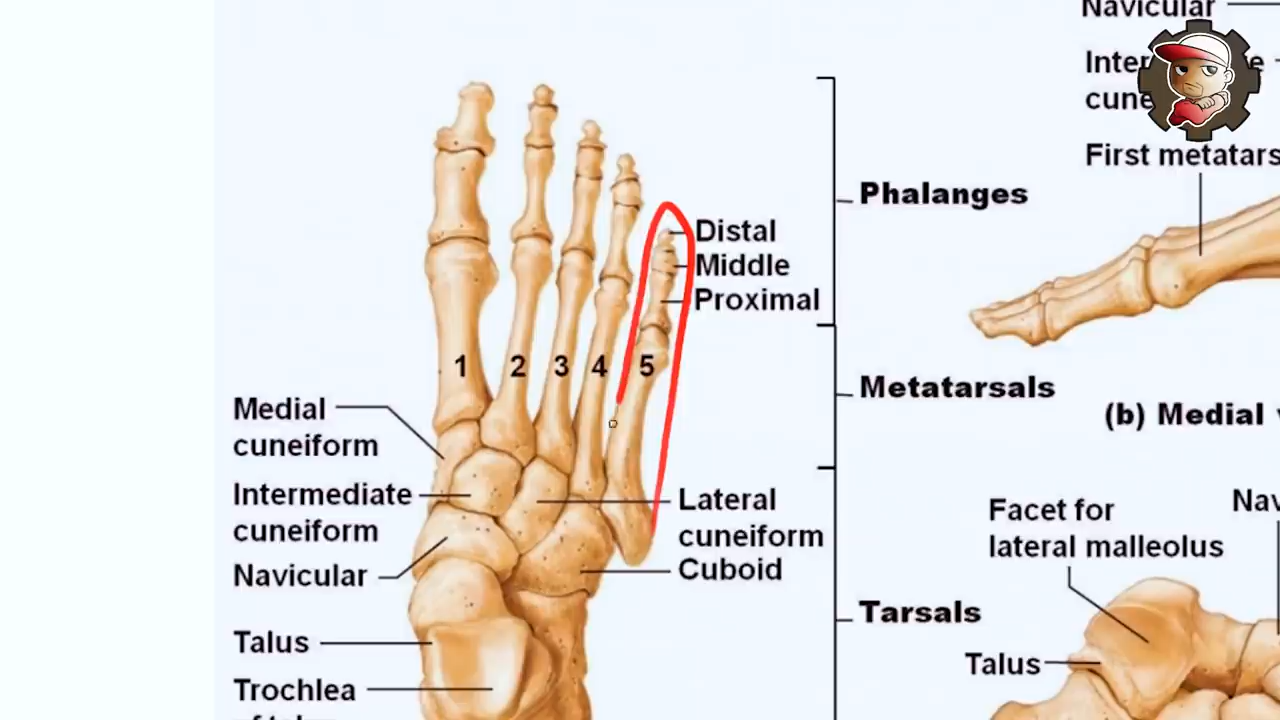 Navicular
Inter
cune
First metatars
Phalanges
Distal
Middle
Proximal
1 2 3 4 5
Metatarsals
Medial
cuneiform
(b) Medial
Intermediate
cuneiform
Lateral
cuneiform
Navicular
Cuboid
Facet for
lateral malleolus
Nav
Tarsals
Talus
Trochlea
Talus